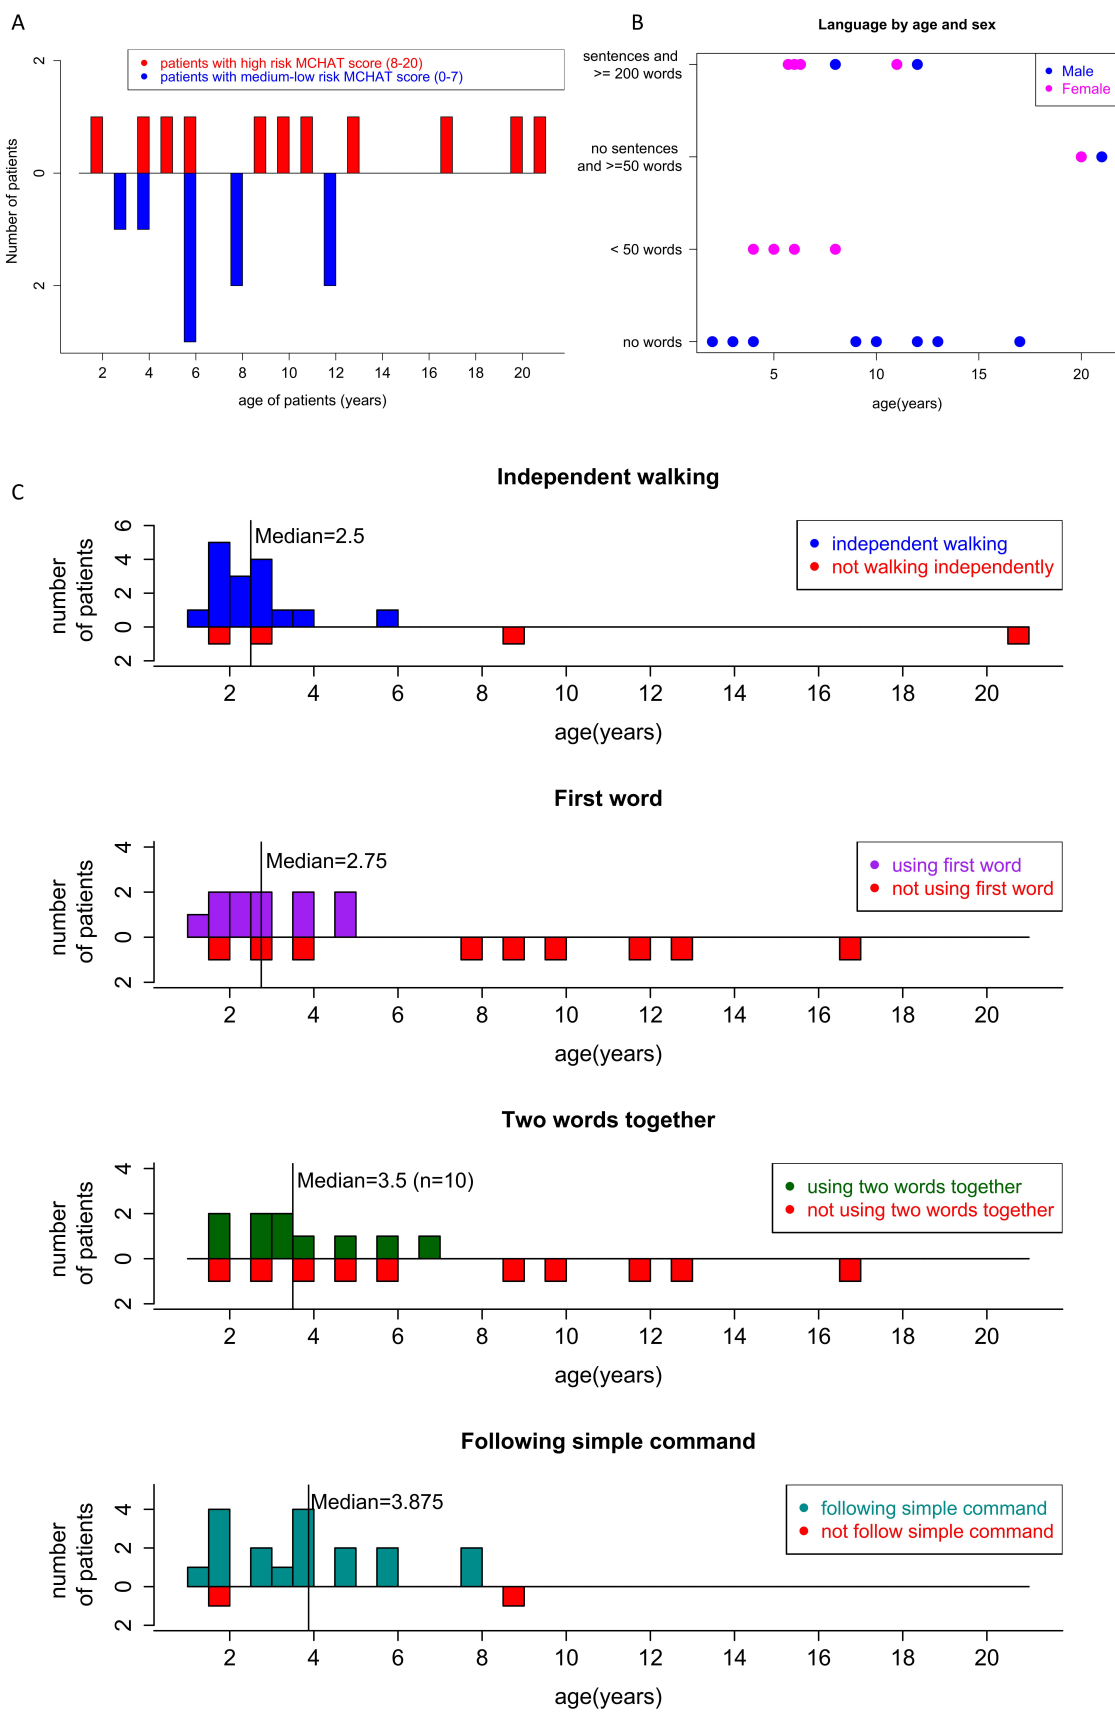 A
patients with high risk MCHAT score (8-20)
patients with medium-low risk MCHAT score (0-7)
Number of patients
2
0
2
2 4 6 8 10 12 14 16 18 20
age of patients (years)
B
Language by age and sex
sentences and
>= 200 words
no sentences
and >=50 words
< 50 words
no words
Male
Female
5 10 15 20
age(years)
C
Independent walking
number
of patients
6
4
2
0
2
Median=2.5
independent walking
not walking independently
2 4 6 8 10 12 14 16 18 20
age(years)
First word
number
of patients
4
2
0
2
Median=2.75
using first word
not using first word
2 4 6 8 10 12 14 16 18 20
age(years)
Two words together
number
of patients
4
2
0
2
Median=3.5 (n=10)
using two words together
not using two words together
2 4 6 8 10 12 14 16 18 20
age(years)
Following simple command
number
of patients
4
2
0
2
Median=3.875
following simple command
not follow simple command
2 4 6 8 10 12 14 16 18 20
age(years)